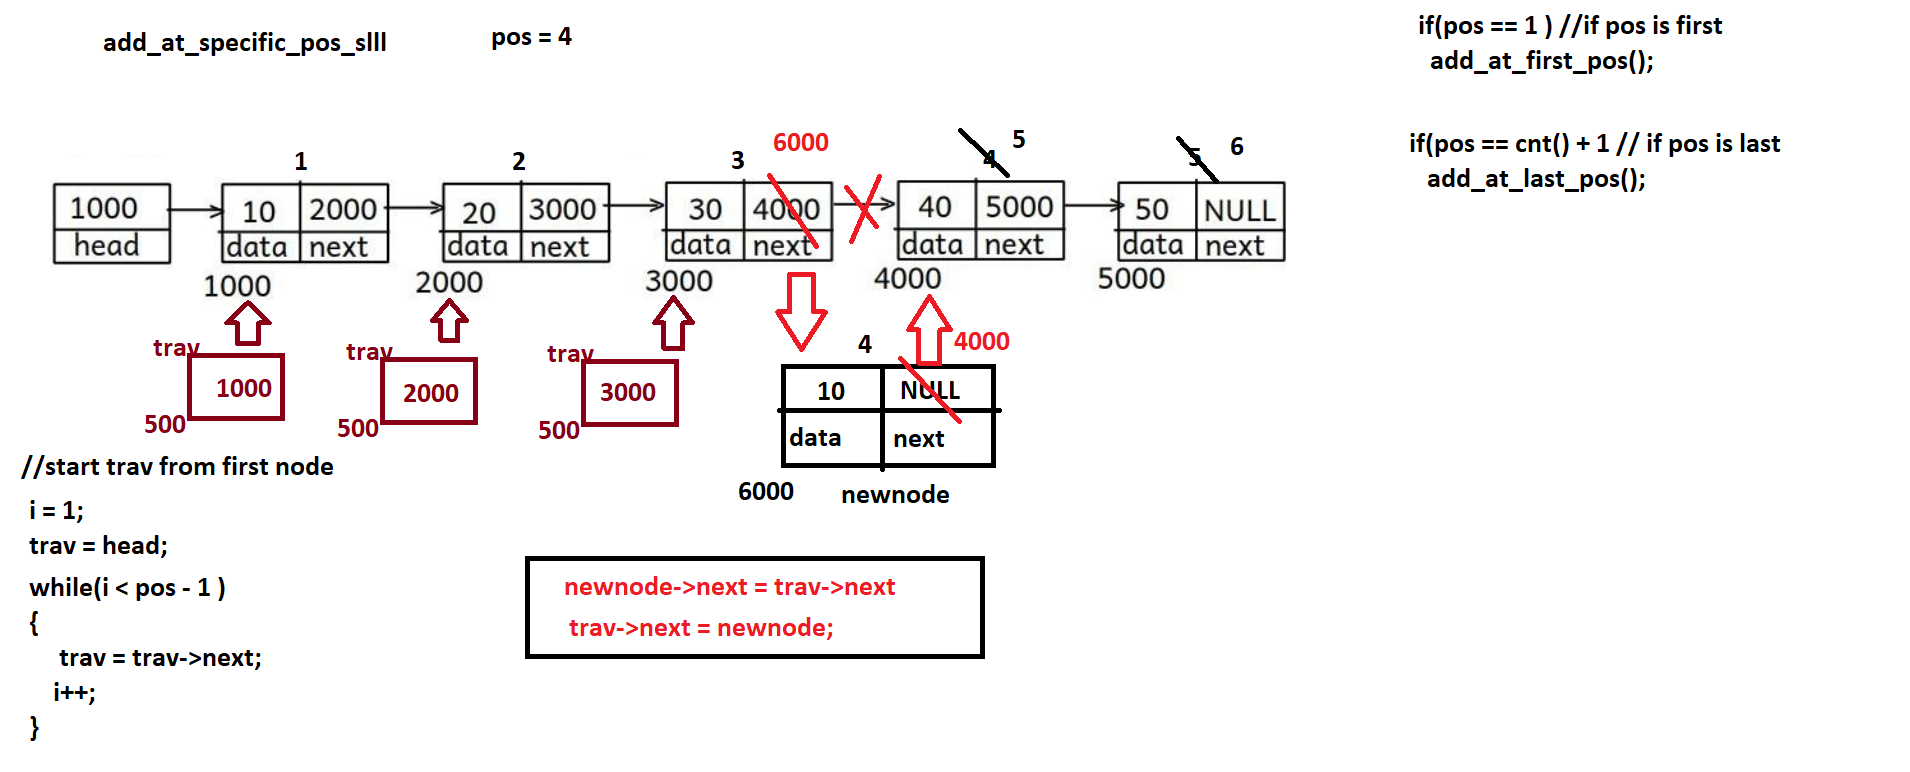 add_at_specific_pos_slll
pos = 4
if(pos == 1 ) //if pos is first
add_at_first_pos();
if(pos == cnt() + 1 // if pos is last
add_at_last_pos();
1
2
3
6000
4
5
5
6
1000
head
10 2000
data next
1000
20 3000
data next
2000
30 4000
data next
3000
40 5000
data next
4000
50 NULL
data next
5000
trav
1000
500
trav
2000
500
trav
3000
500
4
4000
10 NULL
data next
6000 newnode
//start trav from first node
i = 1;
trav = head;
while(i < pos - 1 )
{
trav = trav->next;
i++;
}
newnode->next = trav->next
trav->next = newnode;